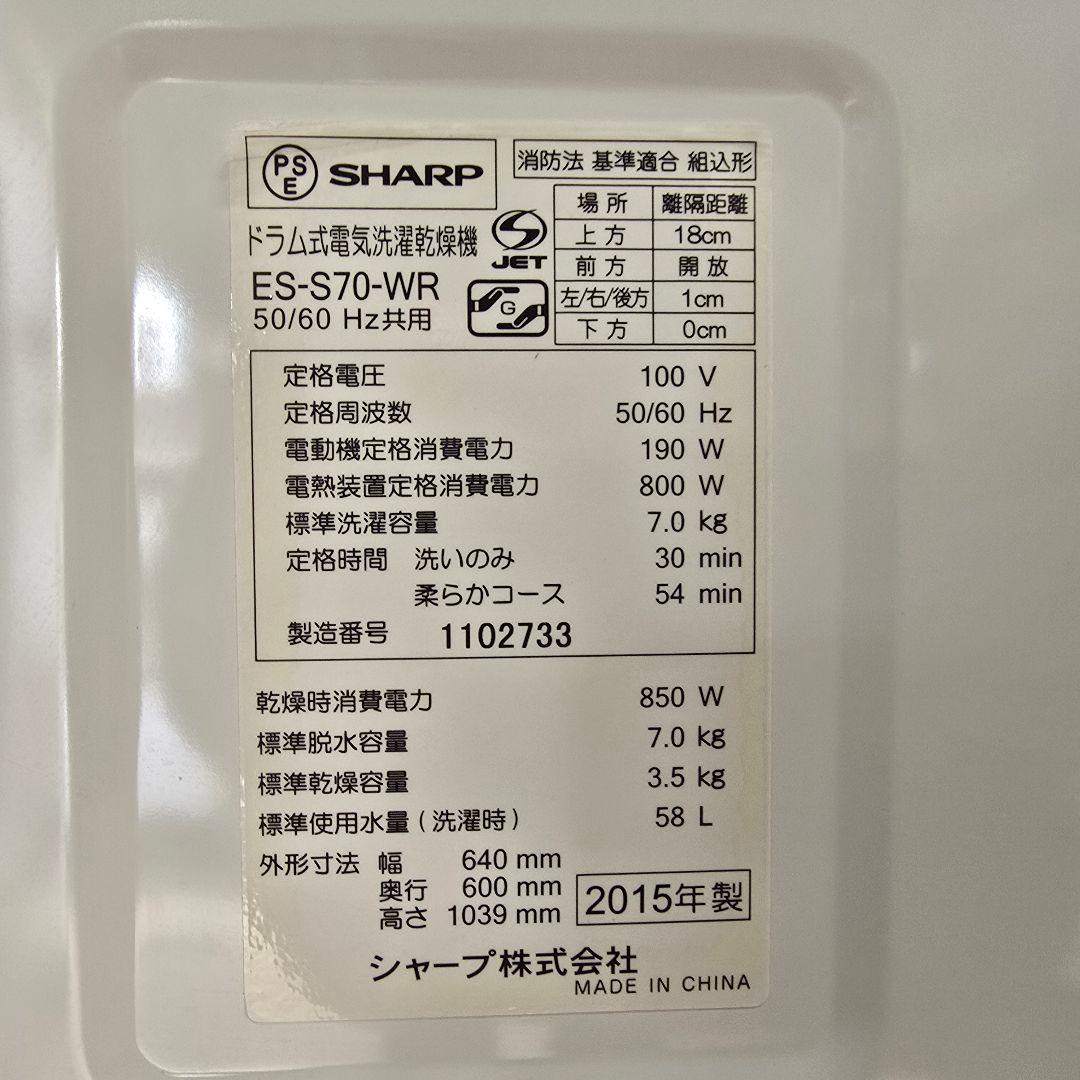 PSE SHARP
消防法 基準適合 組込形
場所 離隔距離
上方 18cm
前方 開放
左/右/後方 1cm
下方 0cm
ドラム式電気洗濯乾燥機
JET
ES-S70-WR
G
50/60 Hz共用
定格電圧 100 V
定格周波数 50/60 Hz
電動機定格消費電力 190 W
電熱装置定格消費電力 800 W
標準洗濯容量 7.0 kg
定格時間 洗いのみ 30 min
柔らかコース 54 min
製造番号 1102733
乾燥時消費電力 850 W
標準脱水容量 7.0 kg
標準乾燥容量 3.5 kg
標準使用水量(洗濯時) 58 L
外形寸法 幅 640 mm
奥行 600 mm
高さ 1039 mm
2015年製
シャープ株式会社
MADE IN CHINA